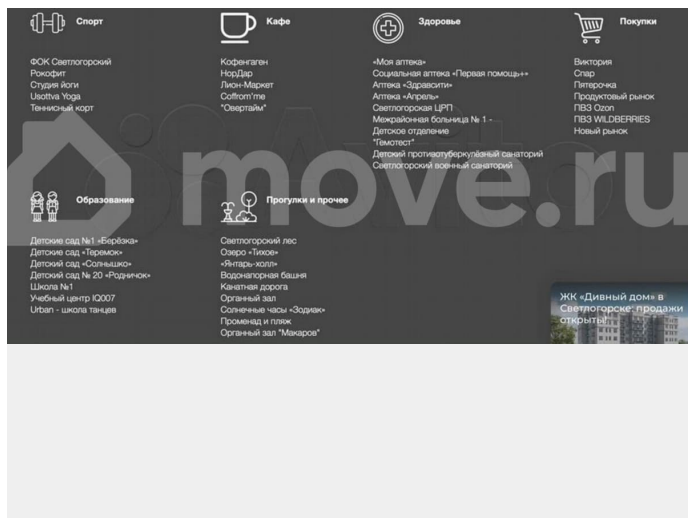 Спорт
ФОК Светлогорский
Рокофит
Студия йоги
Usottva Yoga
Теннисный корт
Кафе
Кофенгаген
НорДар
Лион-Маркет
Coffrom'me
"Овертайм"
Здоровье
«Моя аптека»
Социальная аптека «Первая помощь+»
Аптека «Здравсити»
Аптека «Апрель»
Светлогорская ЦРП
Межрайонная больница № 1 -
Детское отделение
"Гемотест"
Детский противотуберкулёзный санаторий
Светлогорский военный санаторий
Покупки
Виктория
Спар
Пятерочка
Продуктовый рынок
ПВЗ Ozon
ПВЗ WILDBERRIES
Новый рынок
Avito
move.ru
Образование
Детские сад №1 «Берёзка»
Детские сад «Теремок»
Детский сад «Солнышко»
Детский сад № 20 «Родничок»
Школа №1
Учебный центр IQ007
Urban - школа танцев
Прогулки и прочее
Светлогорский лес
Озеро «Тихое»
«Янтарь-холл»
Водонапорная башня
Канатная дорога
Органный зал
Солнечные часы «Зодиак»
Променад и пляж
Органный зал "Макаров"
ЖК «Дивный дом» в
Светлогорске: продажи
открыты!